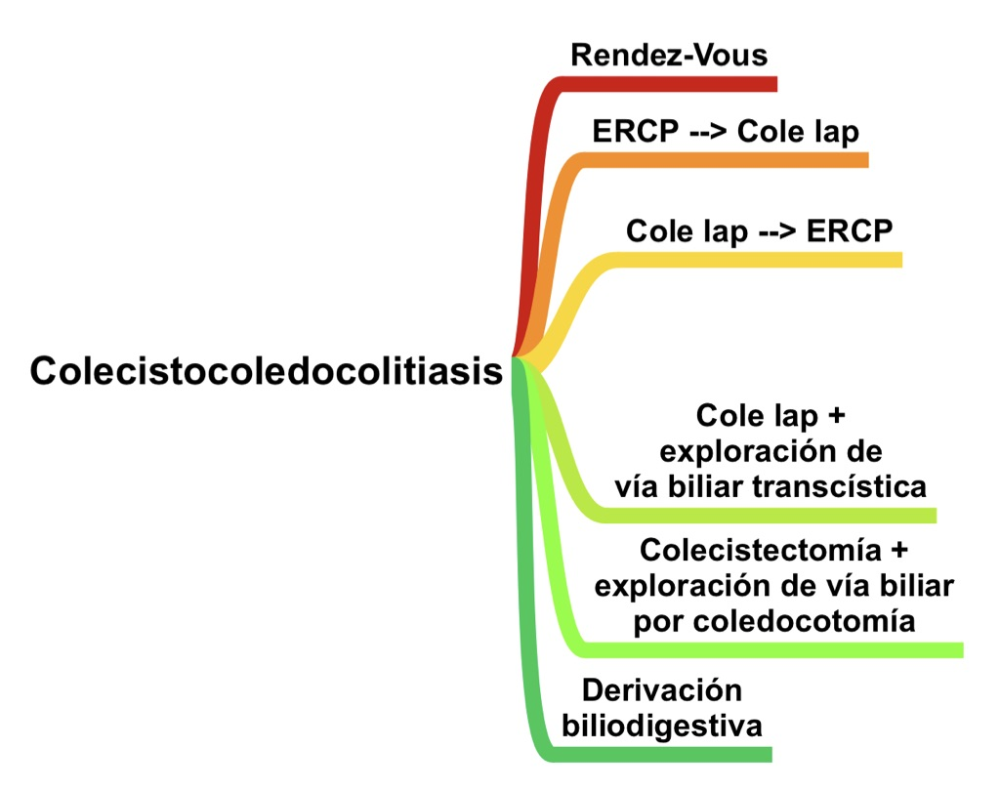 Rendez-Vous
ERCP --> Cole lap
Cole lap --> ERCP
Colecistocoledocolitiasis
Cole lap +
exploración de
vía biliar transcística
Colecistectomía +
exploración de vía biliar
por coledocotomía
Derivación
biliodigestiva